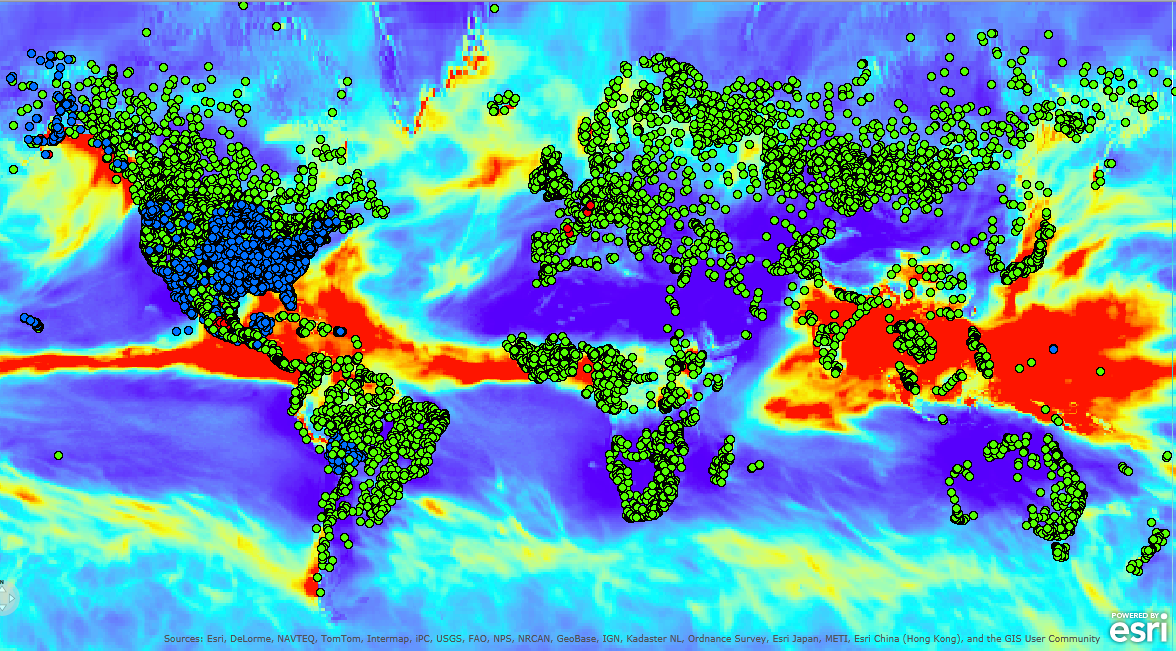 N
Sources: Esri, DeLorme, NAVTEQ, TomTom, Intermap, iPC, USGS, FAO, NPS, NRCAN, GeoBase, IGN, Kadaster NL, Ordnance Survey, Esri Japan, METI, Esri China (Hong Kong), and the GIS User Community
POWERED BY
esri